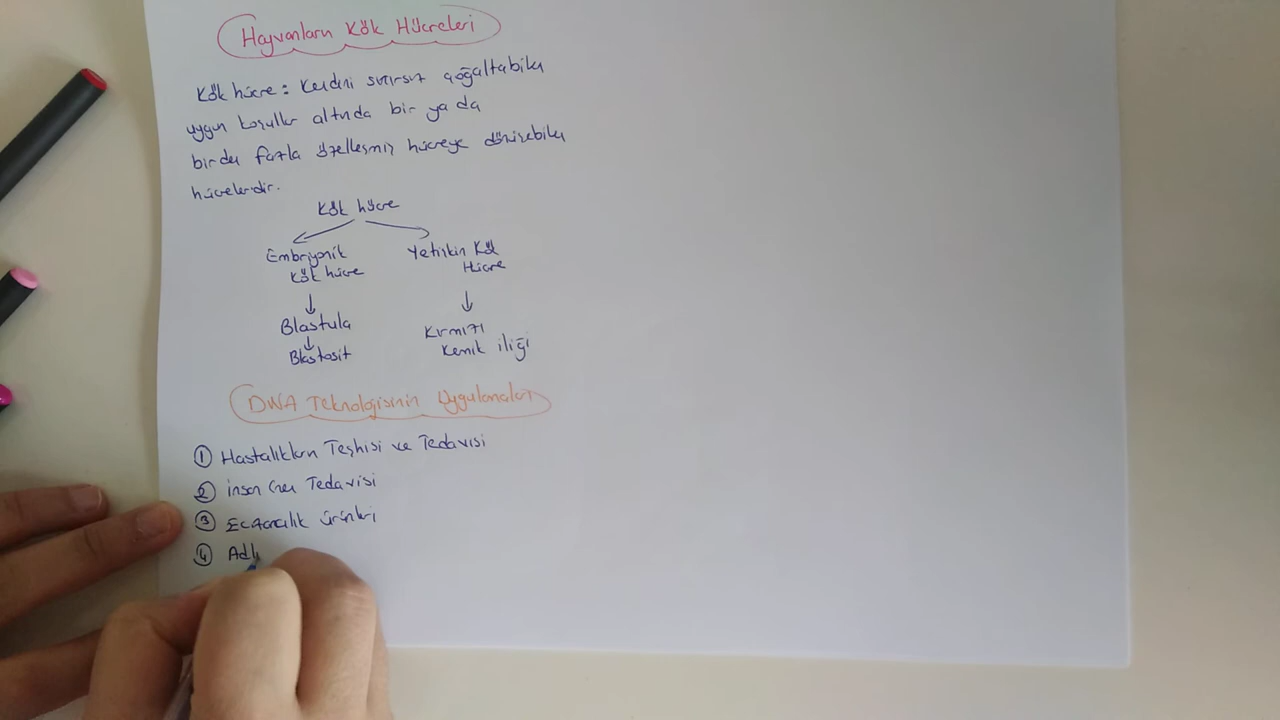 Hayvanların Kök Hücreleri
Kök hücre : Kendini sınırsız çoğaltabilen
uygun koşullar altında bir ya da
birden fazla özelleşmiş hücreye dönüşebilen
hücrelerdir.
Kök hücre
Embriyonik Kök hücre
Yetişkin Kök Hücre
Blastula
Blastosit
Kırmızı Kemik iliği
DNA Teknolojisinin Uygulamaları
1 Hastalıkların Teşhisi ve Tedavisi
2 insan Gen Tedavisi
3 Eczacılık ürünleri
4 Adli